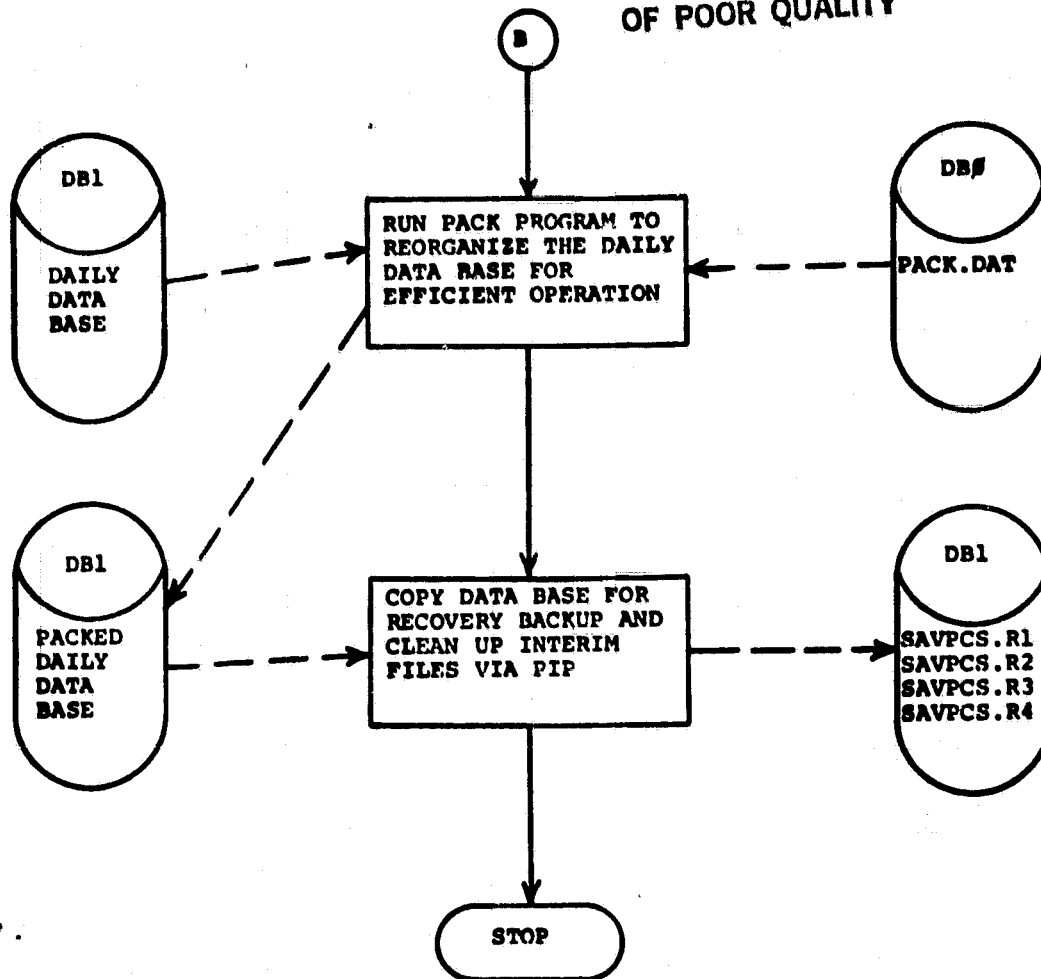 OF POOR QUALITY
B
DB1
DAILY
DATA
BASE
RUN PACK PROGRAM TO
REORGANIZE THE DAILY
DATA BASE FOR
EFFICIENT OPERATION
DBØ
PACK.DAT
DB1
PACKED
DAILY
DATA
BASE
COPY DATA BASE FOR
RECOVERY BACKUP AND
CLEAN UP INTERIM
FILES VIA PIP
DB1
SAVPCS.R1
SAVPCS.R2
SAVPCS.R3
SAVPCS.R4
STOP